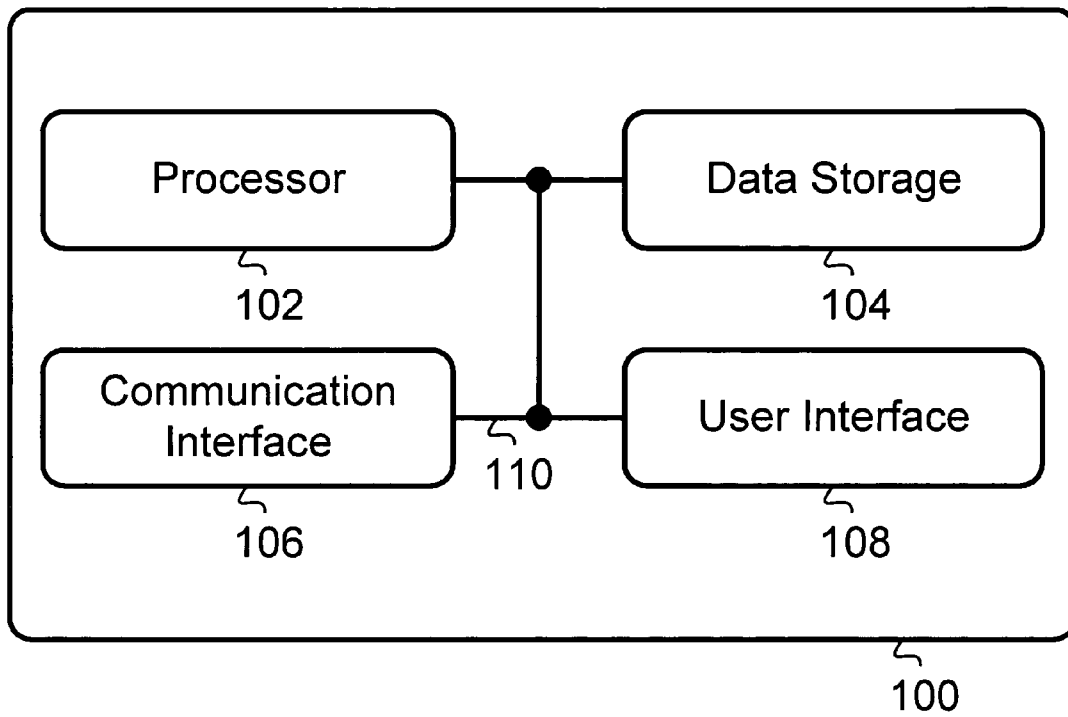 Processor
Data Storage
102
104
Communication
Interface
User Interface
110
106
108
100